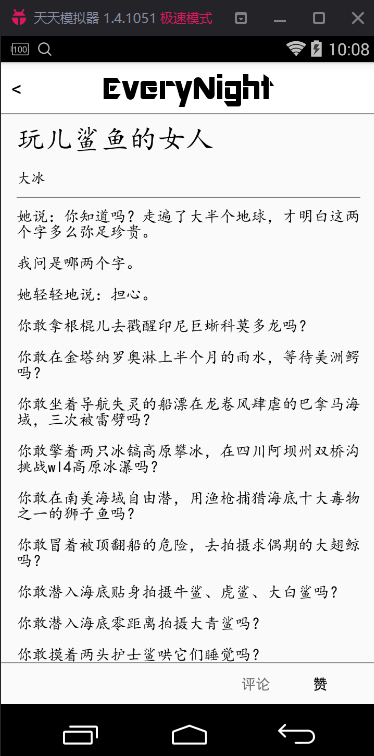 天天模拟器 1.4.1051 极速模式
100 10:08
< EveryNight
玩儿鲨鱼的女人
大冰
她说：你知道吗？走遍了大半个地球，才明白这两
个字多么弥足珍贵。
我问是哪两个字。
她轻轻地说：担心。
你敢拿根棍儿去戳醒印尼巨蜥科莫多龙吗？
你敢在金塔纳罗奥淋上半个月的雨水，等待美洲鳄
吗？
你敢坐着导航失灵的船漂在龙卷风肆虐的巴拿马海
域，三次被雷劈吗？
你敢擎着两只冰镐高原攀冰，在四川阿坝州双桥沟
挑战wl4高原冰瀑吗？
你敢在南美海域自由潜，用渔枪捕猎海底十大毒物
之一的狮子鱼吗？
你敢冒着被顶翻船的危险，去拍摄求偶期的大翅鲸
吗？
你敢潜入海底贴身拍摄牛鲨、虎鲨、大白鲨吗？
你敢潜入海底零距离拍摄大青鲨吗？
你敢摸着两头护士鲨哄它们睡觉吗？
评论 赞